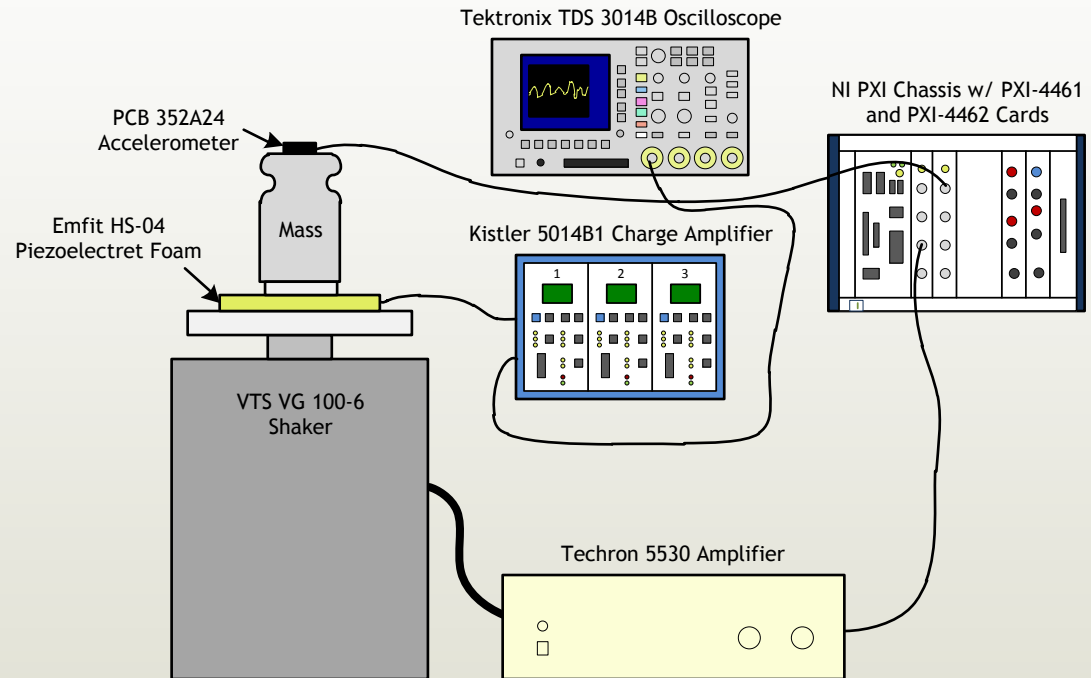 Tektronix TDS 3014B Oscilloscope
NI PXI Chassis w/ PXI-4461
and PXI-4462 Cards
PCB 352A24
Accelerometer
Emfit HS-04
Piezoelectret Foam
Mass
Kistler 5014B1 Charge Amplifier
1 2 3
VTS VG 100-6
Shaker
Techron 5530 Amplifier